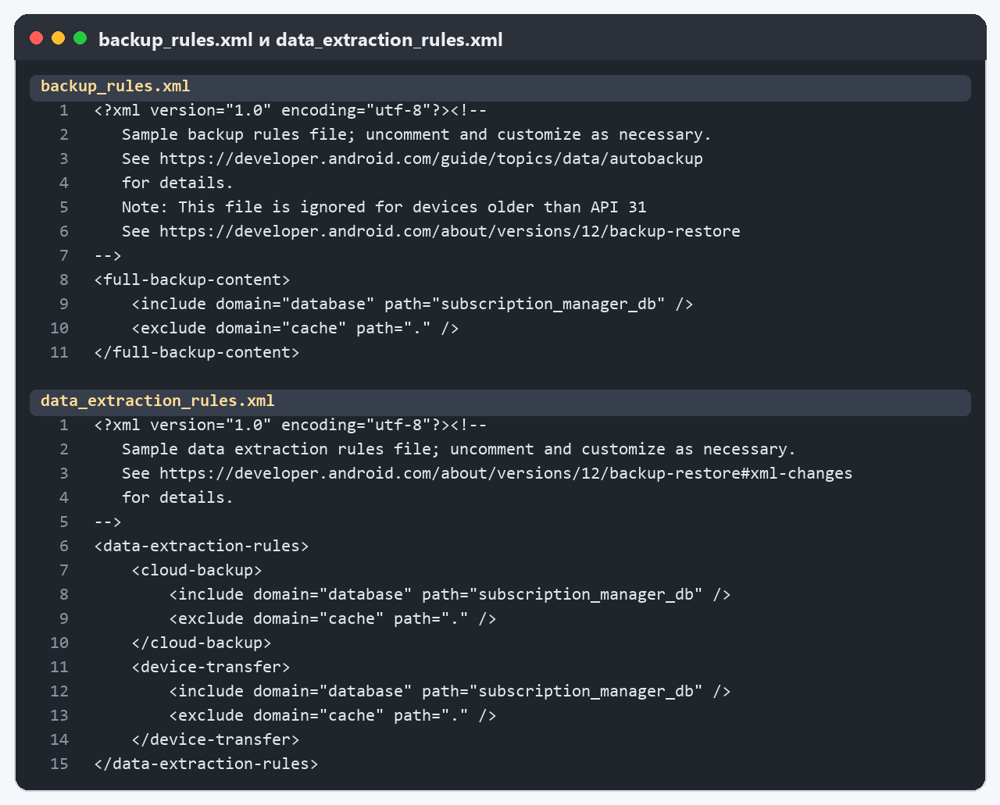 backup_rules.xml и data_extraction_rules.xml
backup_rules.xml
1 <?xml version="1.0" encoding="utf-8"?><!--
2    Sample backup rules file; uncomment and customize as necessary.
3    See https://developer.android.com/guide/topics/data/autobackup
4    for details.
5    Note: This file is ignored for devices older than API 31
6    See https://developer.android.com/about/versions/12/backup-restore
7 -->
8 <full-backup-content>
9     <include domain="database" path="subscription_manager_db" />
10     <exclude domain="cache" path="." />
11 </full-backup-content>
data_extraction_rules.xml
1 <?xml version="1.0" encoding="utf-8"?><!--
2    Sample data extraction rules file; uncomment and customize as necessary.
3    See https://developer.android.com/about/versions/12/backup-restore#xml-changes
4    for details.
5 -->
6 <data-extraction-rules>
7     <cloud-backup>
8         <include domain="database" path="subscription_manager_db" />
9         <exclude domain="cache" path="." />
10     </cloud-backup>
11     <device-transfer>
12         <include domain="database" path="subscription_manager_db" />
13         <exclude domain="cache" path="." />
14     </device-transfer>
15 </data-extraction-rules>